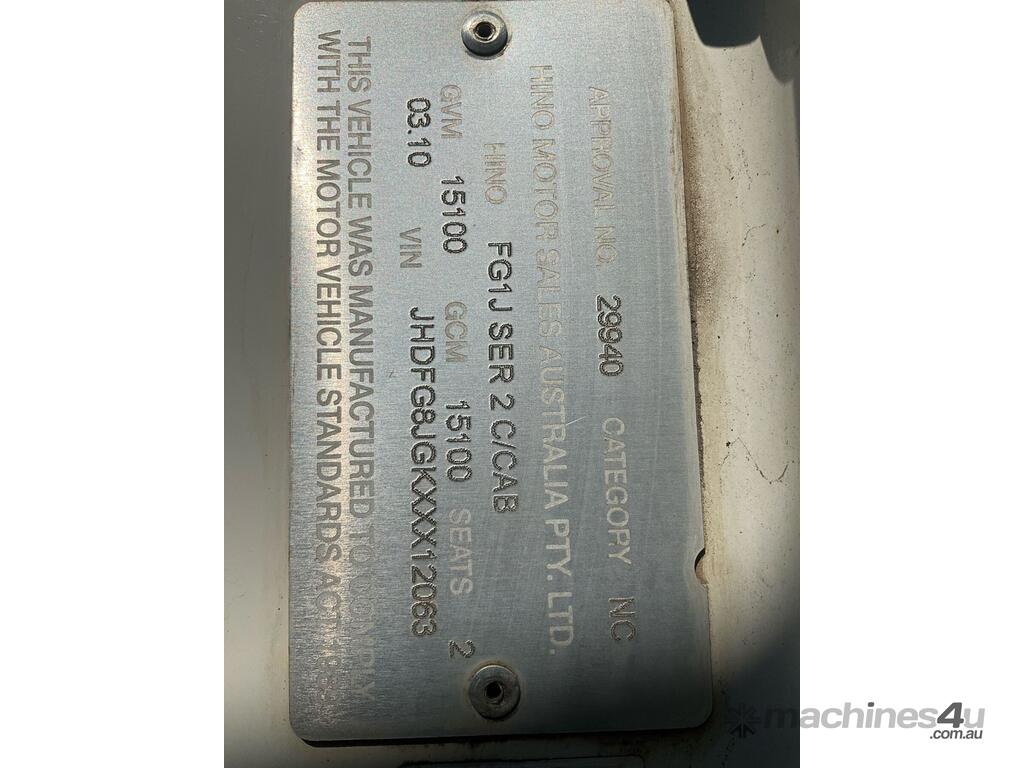 APPROVAL NO. 29940 CATEGORY NC
HINO MOTOR SALES AUSTRALIA PTY. LTD.
HINO FG1J SER 2 C/CAB
GVM 15100 GCM 15100 SEATS 2
03.10 VIN JHDFG8JGKXXX12063
THIS VEHICLE WAS MANUFACTURED TO COMPLY
WITH THE MOTOR VEHICLE STANDARDS ACT
machines4u
.com.au